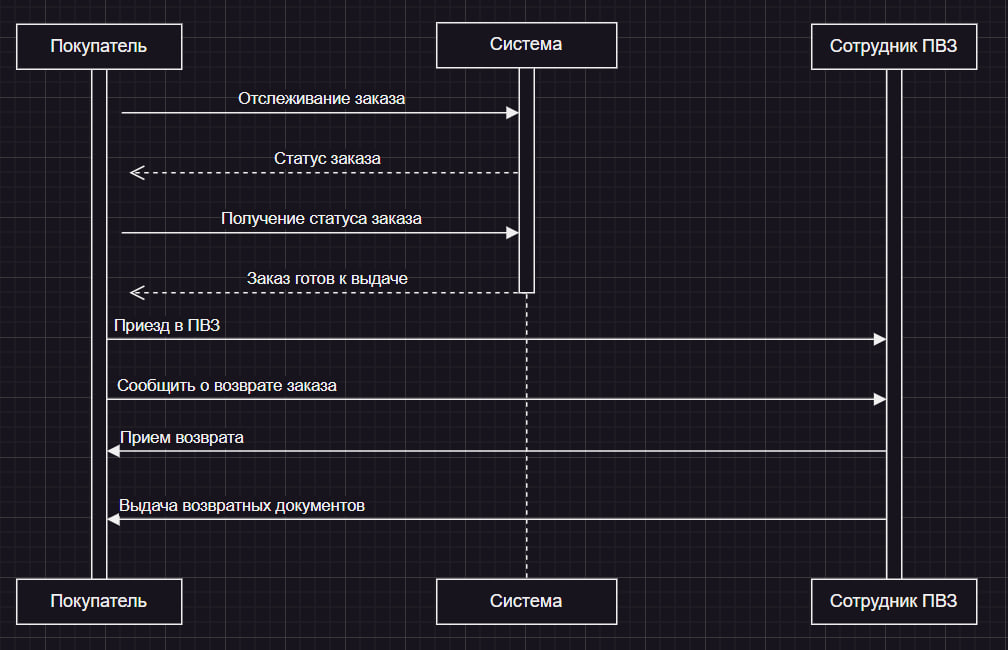 Покупатель
Система
Сотрудник ПВЗ
Отслеживание заказа
Статус заказа
Получение статуса заказа
Заказ готов к выдаче
Приезд в ПВЗ
Сообщить о возврате заказа
Прием возврата
Выдача возвратных документов
Покупатель
Система
Сотрудник ПВЗ